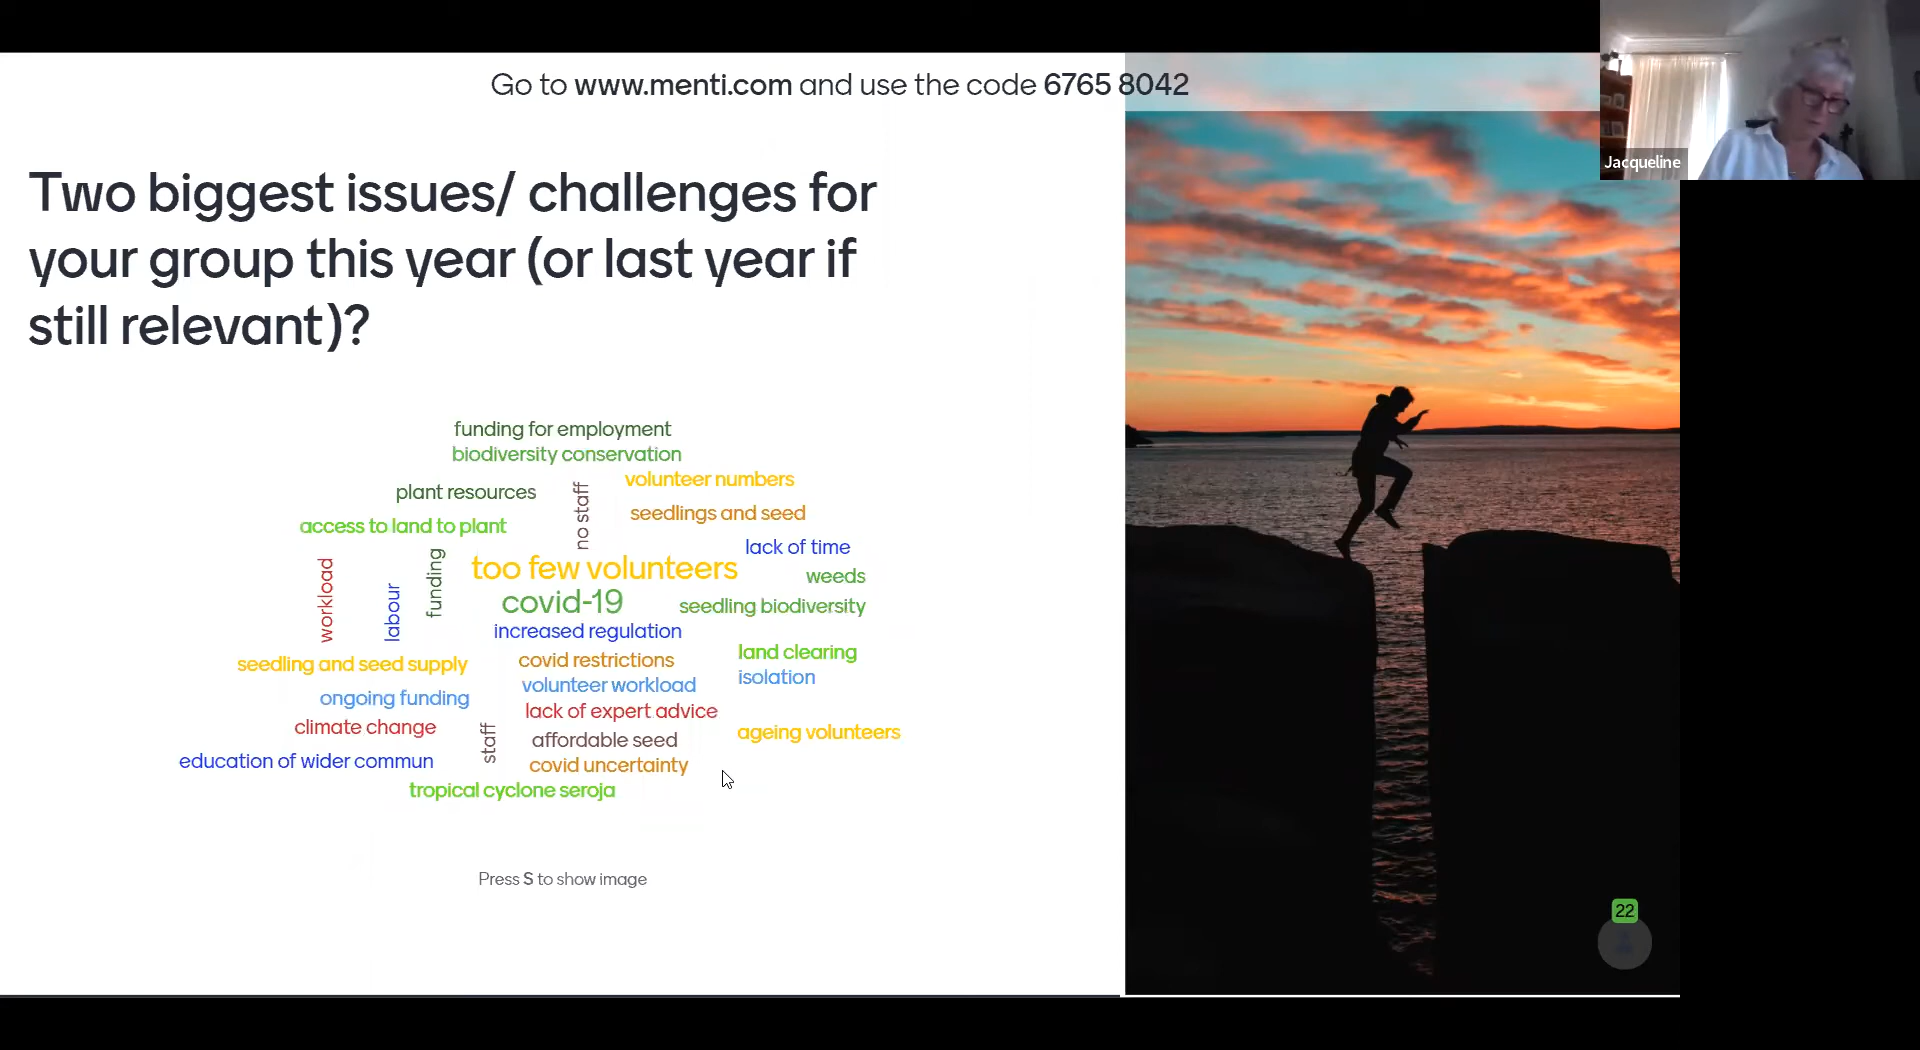 Go to www.menti.com and use the code 6765 8042
Jacqueline
Two biggest issues/ challenges for
your group this year (or last year if
still relevant)?
funding for employment
biodiversity conservation
volunteer numbers
plant resources
no staff
seedlings and seed
access to land to plant
lack of time
funding
too few volunteers
weeds
workload
labour
covid-19
seedling biodiversity
increased regulation
land clearing
seedling and seed supply
covid restrictions
isolation
volunteer workload
ongoing funding
lack of expert advice
climate change
staff
ageing volunteers
affordable seed
education of wider commun
covid uncertainty
tropical cyclone seroja
Press S to show image
22